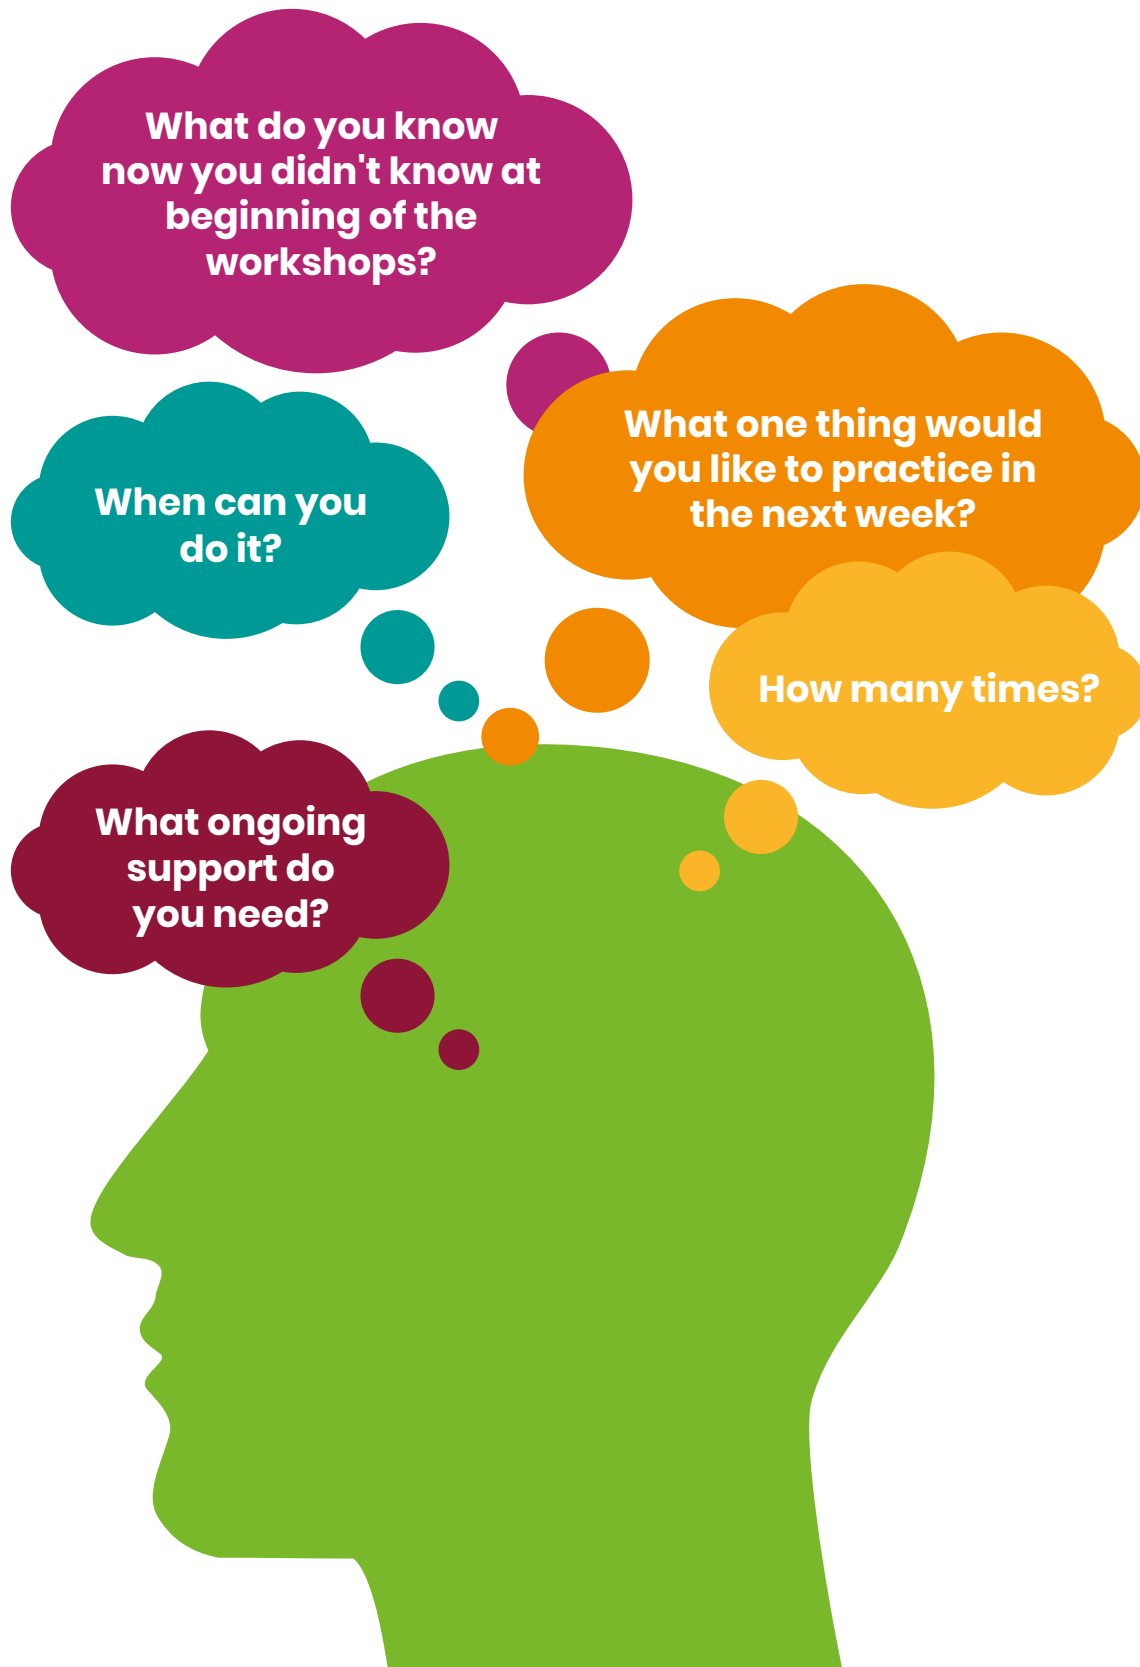 What do you know
now you didn't know at
beginning of the
workshops?
What one thing would
you like to practice in
the next week?
When can you
do it?
How many times?
What ongoing
support do
you need?